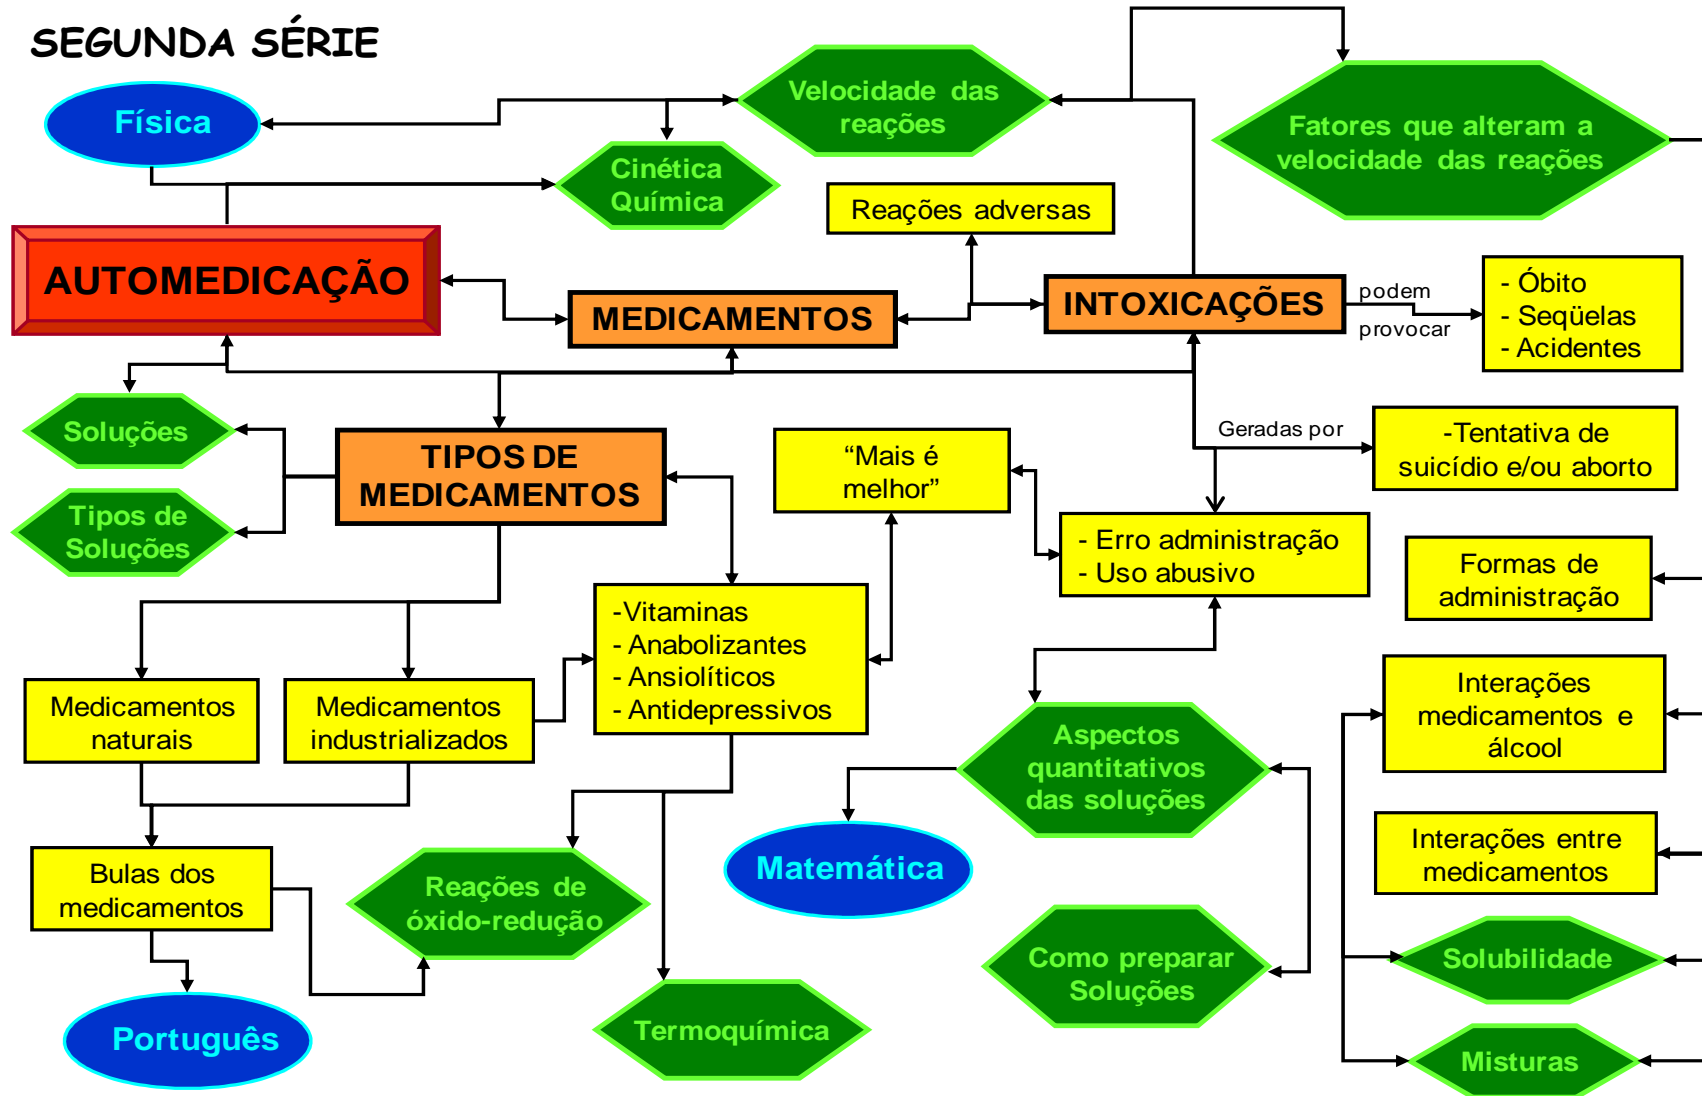 SEGUNDA SÉRIE
Física
Velocidade das
reações
Fatores que alteram a
velocidade das reações
Cinética
Química
Reações adversas
AUTOMEDICAÇÃO
MEDICAMENTOS
INTOXICAÇÕES
podem
provocar
- Óbito
- Seqüelas
- Acidentes
Soluções
TIPOS DE
MEDICAMENTOS
“Mais é
melhor”
Geradas por
-Tentativa de
suicídio e/ou aborto
Tipos de
Soluções
- Erro administração
- Uso abusivo
Formas de
administração
-Vitaminas
- Anabolizantes
- Ansiolíticos
- Antidepressivos
Medicamentos
naturais
Medicamentos
industrializados
Interações
medicamentos e
álcool
Aspectos
quantitativos
das soluções
Matemática
Interações entre
medicamentos
Bulas dos
medicamentos
Reações de
óxido-redução
Como preparar
Soluções
Solubilidade
Termoquímica
Português
Misturas